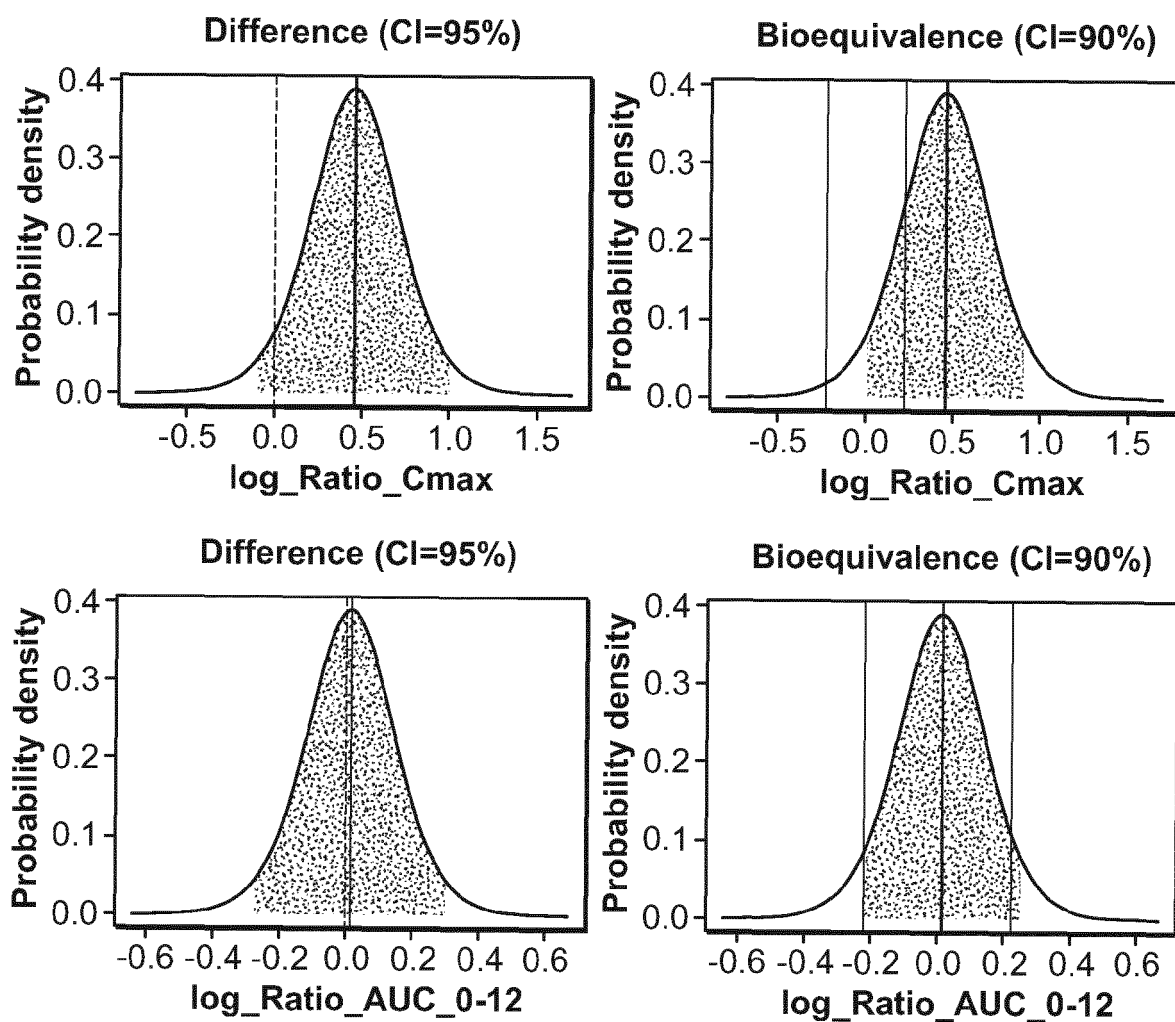 Difference (CI=95%)
Probability density
0.4
0.3
0.2
0.1
0.0
-0.5 0.0 0.5 1.0 1.5
log_Ratio_Cmax
Bioequivalence (CI=90%)
Probability density
0.4
0.3
0.2
0.1
0.0
-0.5 0.0 0.5 1.0 1.5
log_Ratio_Cmax
Difference (CI=95%)
Probability density
0.4
0.3
0.2
0.1
0.0
-0.6 -0.4 -0.2 0.0 0.2 0.4 0.6
log_Ratio_AUC_0-12
Bioequivalence (CI=90%)
Probability density
0.4
0.3
0.2
0.1
0.0
-0.6 -0.4 -0.2 0.0 0.2 0.4 0.6
log_Ratio_AUC_0-12